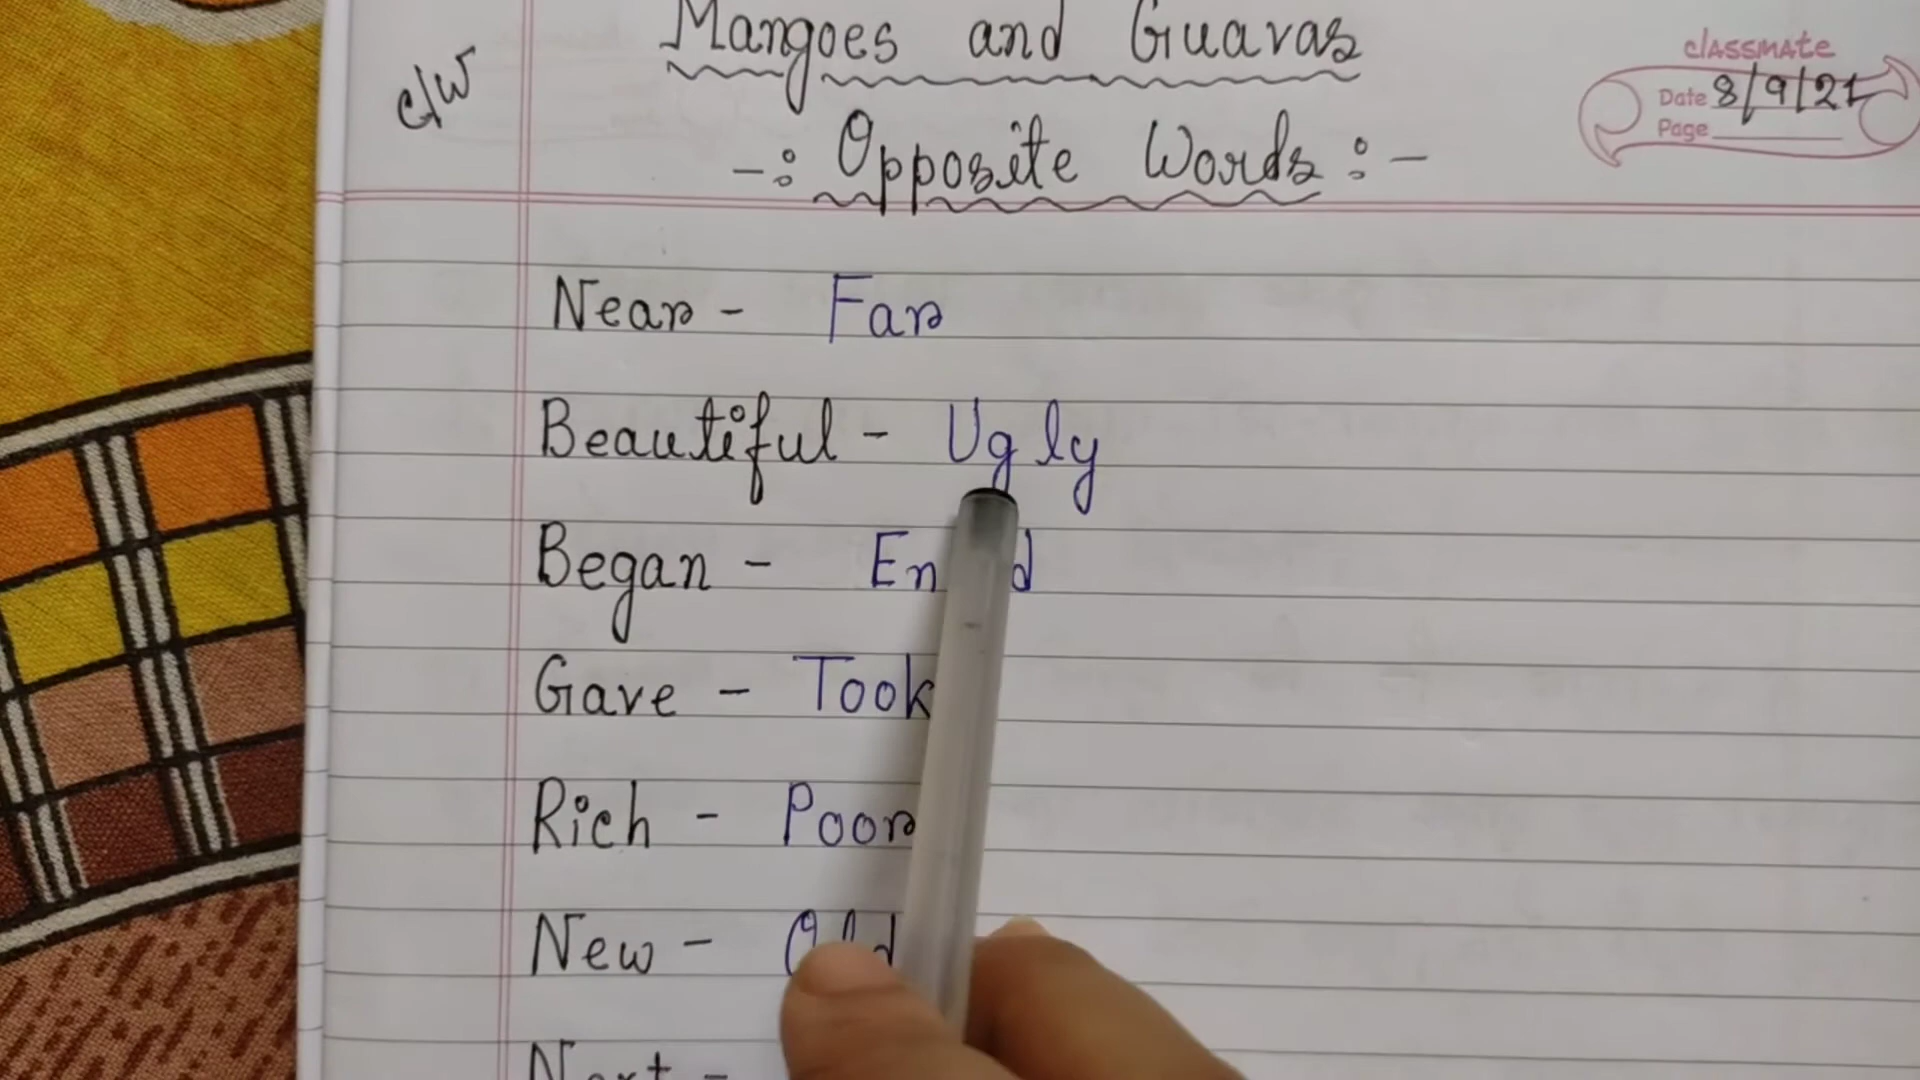 Mangoes and Guavas
c/w
classmate
Date 8/9/21
Page
-: Opposite Words :-
Near - Far
Beautiful - Ugly
Began -
Gave - Took
Rich - Poor
New - Old